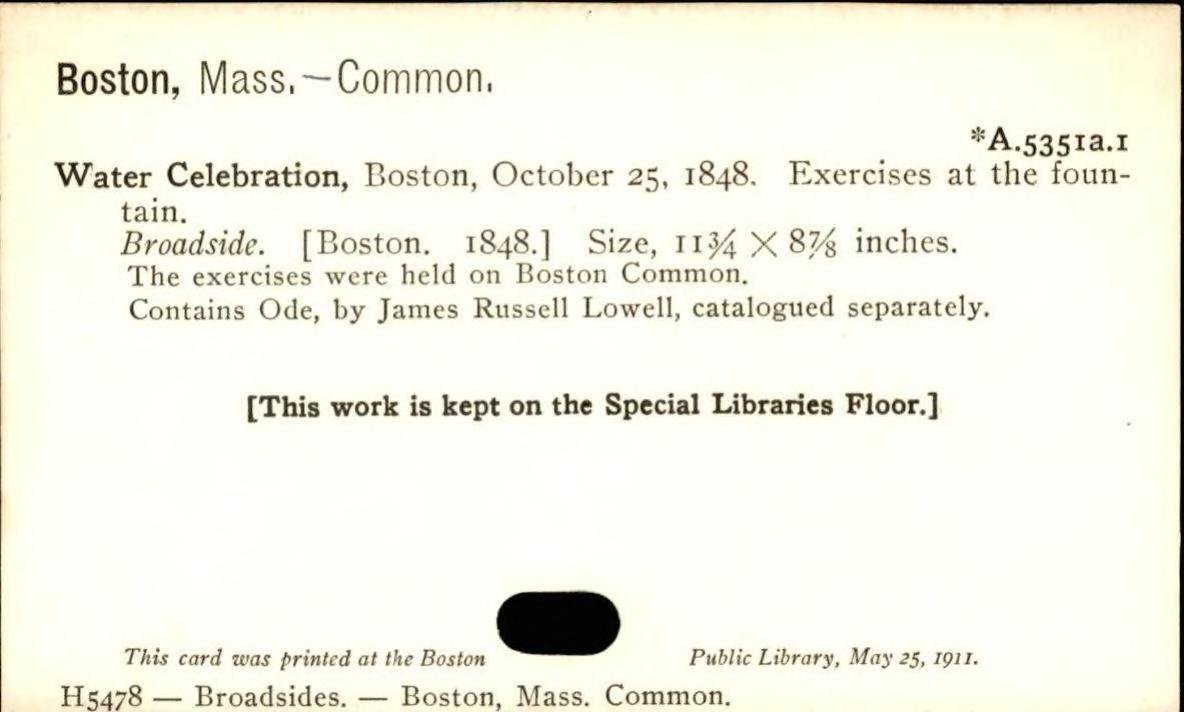 Boston, Mass.—Common.
*A.5351a.1
Water Celebration, Boston, October 25, 1848. Exercises at the foun-
tain.
Broadside. [Boston. 1848.] Size, 11¾ × 8⅞ inches.
The exercises were held on Boston Common.
Contains Ode, by James Russell Lowell, catalogued separately.
[This work is kept on the Special Libraries Floor.]
This card was printed at the Boston Public Library, May 25, 1911.
H5478 — Broadsides. — Boston, Mass. Common.